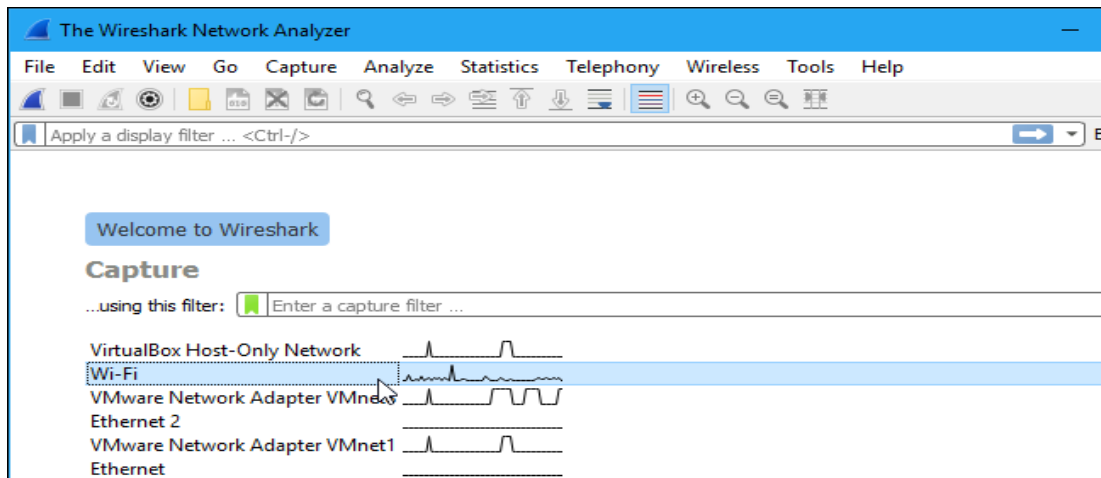 The Wireshark Network Analyzer
File Edit View Go Capture Analyze Statistics Telephony Wireless Tools Help
Apply a display filter ... <Ctrl-/>
Welcome to Wireshark
Capture
...using this filter: Enter a capture filter ...
VirtualBox Host-Only Network
Wi-Fi
VMware Network Adapter
Ethernet 2
VMware Network Adapter VMnet1
Ethernet